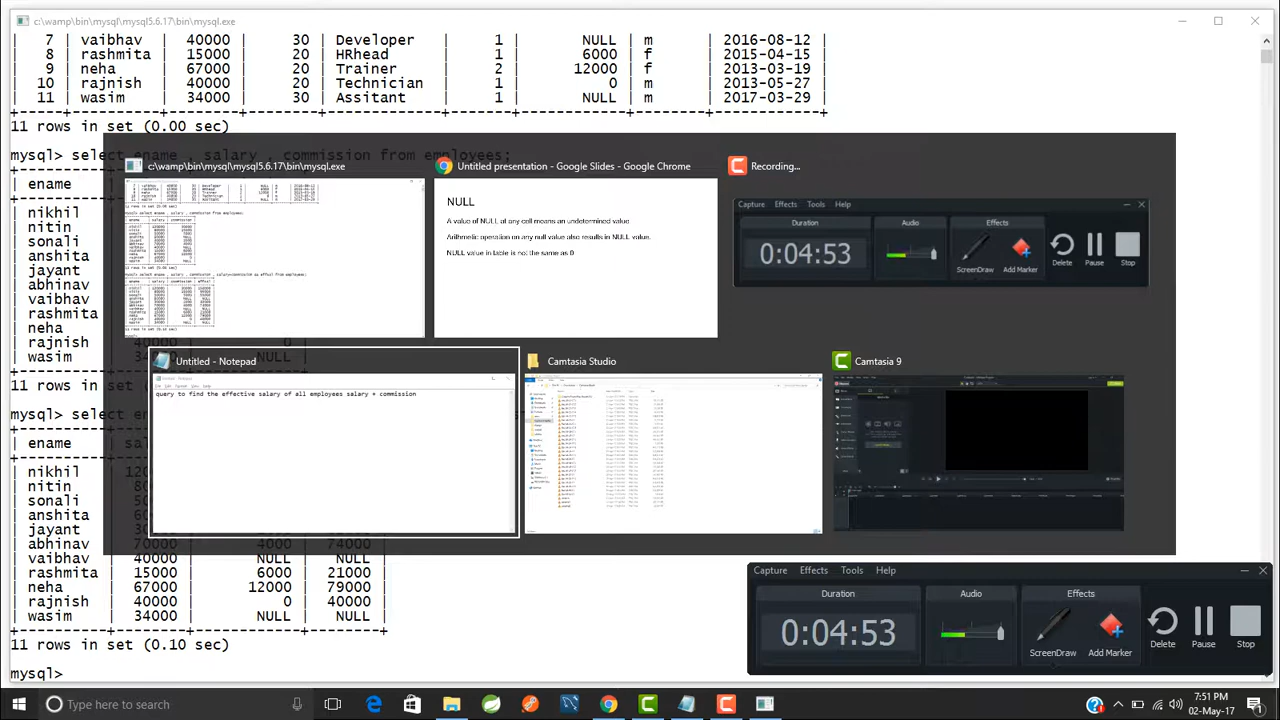 c:\wamp\bin\mysql\mysql5.6.17\bin\mysql.exe
| 7 | vaibhav | 40000 | 30 | Developer | 1 | NULL | m | 2016-08-12 |
| 8 | rashmita | 15000 | 20 | HRhead | 1 | 6000 | f | 2015-04-15 |
| 9 | neha | 67000 | 20 | Trainer | 2 | 12000 | f | 2013-03-19 |
| 10 | rajnish | 40000 | 20 | Technician | 1 | 0 | m | 2013-05-27 |
| 11 | wasim | 34000 | 30 | Assitant | 1 | NULL | m | 2017-03-29 |
11 rows in set (0.00 sec)
mysql> select ename , salary , commission from employees;
| ename
| nikhil
| nitin
| sonali
| anshita
| jayant
| abhinav
| vaibhav
| rashmita
| neha
| rajnish
| wasim
11 rows in set
mysql> select
| ename
| nikhil
| nitin
| sonali
| anshita
| jayant
| abhinav | 70000 | 4000 | 74000 |
| vaibhav | 40000 | NULL | NULL |
| rashmita | 15000 | 6000 | 21000 |
| neha | 67000 | 12000 | 79000 |
| rajnish | 40000 | 0 | 40000 |
| wasim | 34000 | NULL | NULL |
11 rows in set (0.10 sec)
mysql>
c:\wamp\bin\mysql\mysql5.6.17\bin\mysql.exe
Untitled presentation - Google Slides - Google Chrome
NULL
A value of NULL at any cell means an undetermined value
Arithmetic operation on any null value also results in NULL value.
NULL value in table is not the same as 0
Recording...
Capture Effects Tools Help
Duration Audio Effects
0:04:53
ScreenDraw Add Marker Delete Pause Stop
Untitled - Notepad
query to find the effective salary of all employees salary + commission
Camtasia Studio
Camtasia 9
Capture Effects Tools Help
Duration Audio Effects
0:04:53
ScreenDraw Add Marker Delete Pause Stop
Type here to search
7:51 PM
02-May-17